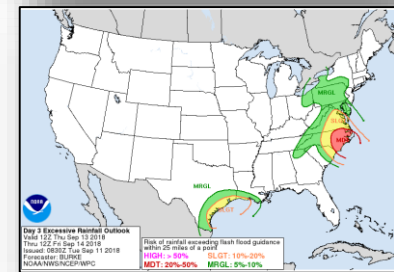 MRGL
SLGT
MDT
MRGL
SLGT
NOAA
Day 3 Excessive Rainfall Outlook
Valid 12Z Thu Sep 13 2018
Thru 12Z Fri Sep 14 2018
Issued: 0830Z Tue Sep 11 2018
Forecaster: BURKE
NOAA/NWS/NCEP/WPC
Risk of rainfall exceeding flash flood guidance
within 25 miles of a point
HIGH: > 50% SLGT: 10%-20%
MDT: 20%-50% MRGL: 5%-10%